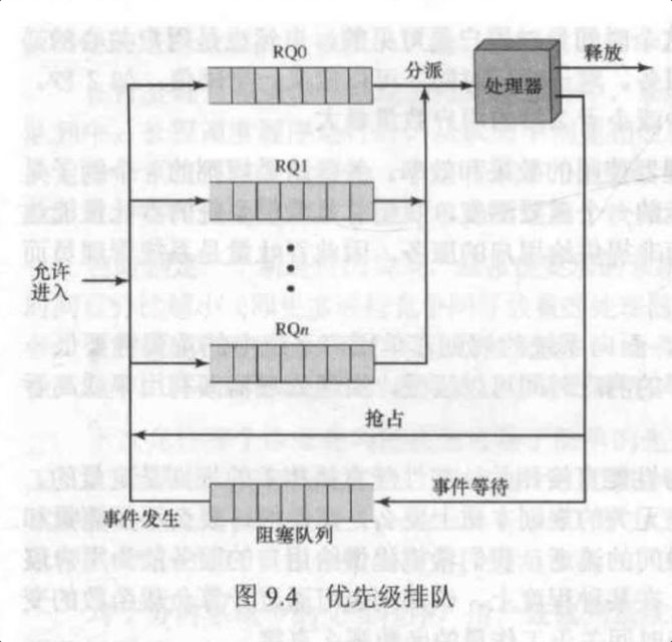 RQ0
分派
处理器
释放
RQ1
允许
进入
RQn
抢占
事件等待
事件发生
阻塞队列
图 9.4 优先级排队